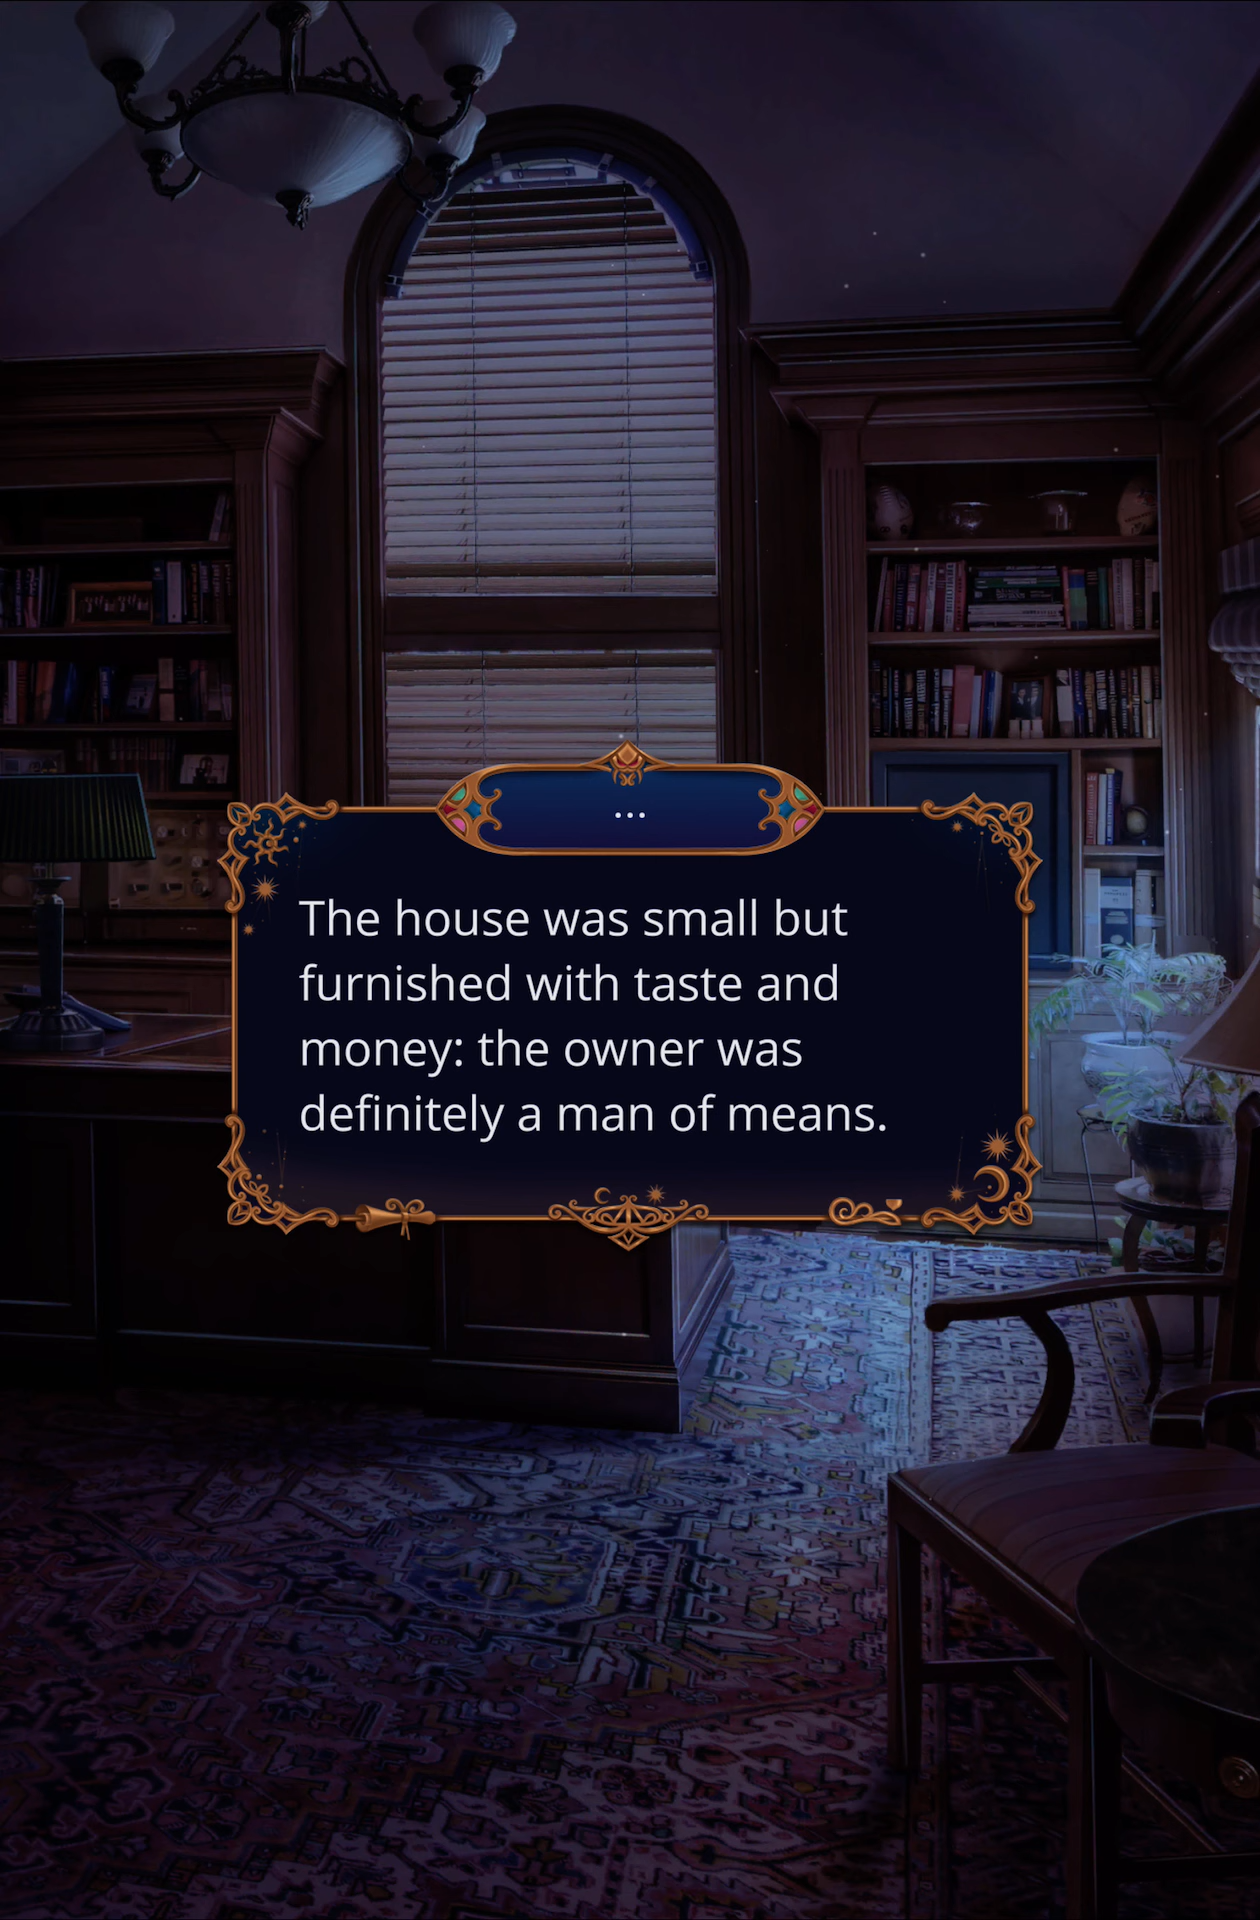 ...
The house was small but
furnished with taste and
money: the owner was
definitely a man of means.